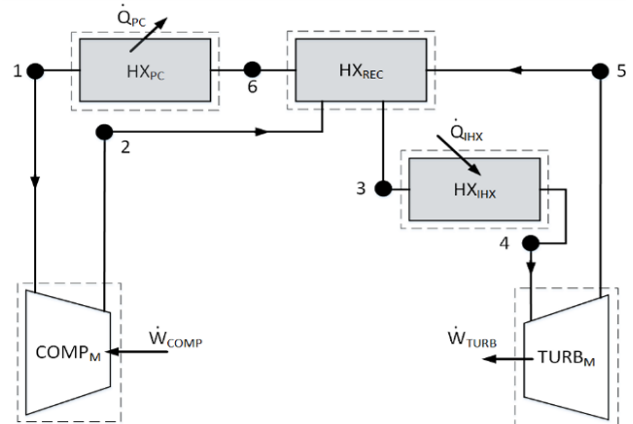 Q̇PC
1
HXPC
6
HXREC
5
2
Q̇IHX
3
HXIHX
4
COMPM
ẆCOMP
ẆTURB
TURBM